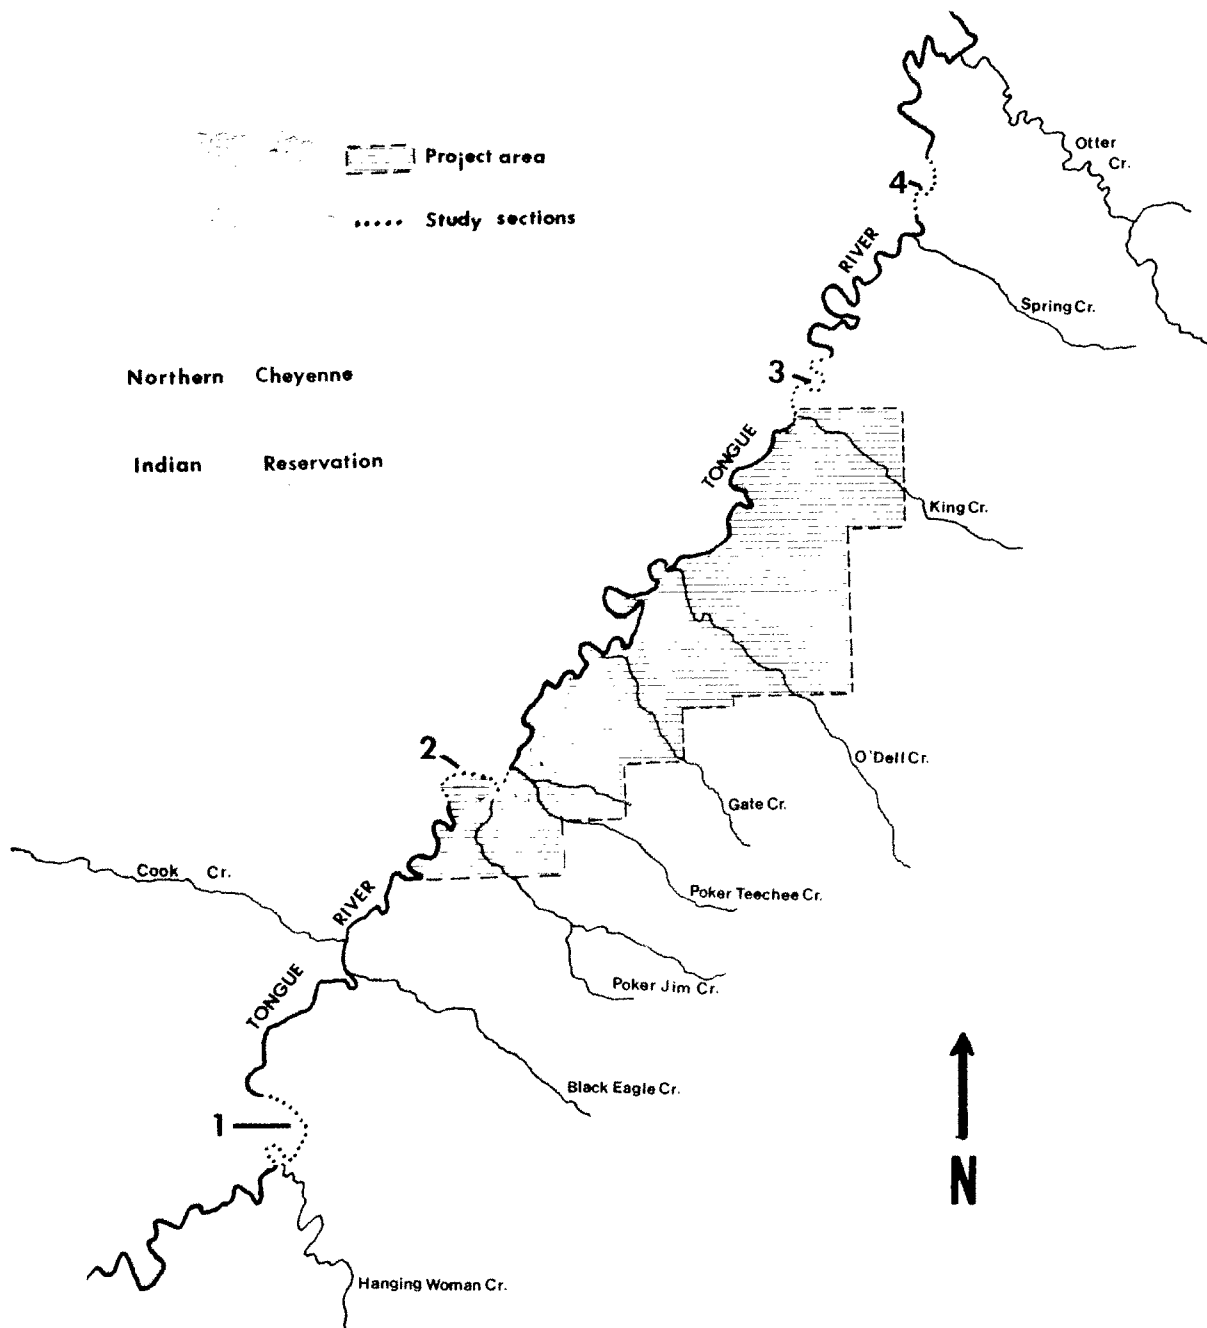 Project area
Study sections
Northern Cheyenne
Indian Reservation
Otter
Cr.
4
RIVER
Spring Cr.
3
TONGUE
King Cr.
2
O'Dell Cr.
Gate Cr.
Cook Cr.
Poker Teechee Cr.
RIVER
Poker Jim Cr.
TONGUE
Black Eagle Cr.
1
N
Hanging Woman Cr.